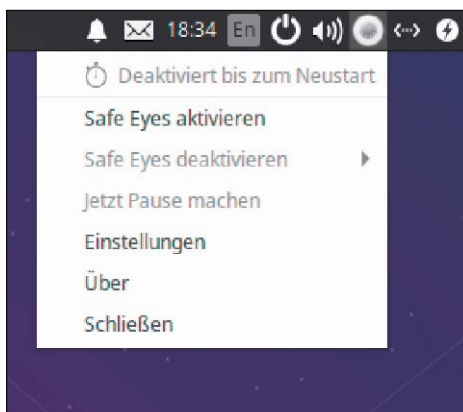 18:34 En
Deaktiviert bis zum Neustart
Safe Eyes aktivieren
Safe Eyes deaktivieren
Jetzt Pause machen
Einstellungen
Über
Schließen